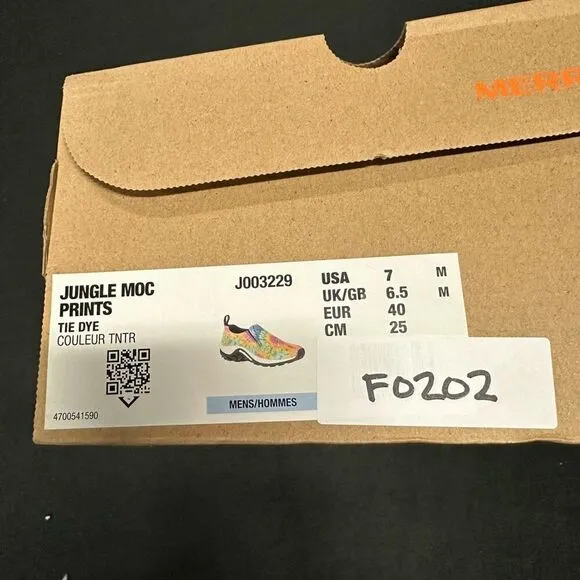 JUNGLE MOC
PRINTS
TIE DYE
COULEUR TNTR
4700541590
J003229
MENS/HOMMES
USA 7 M
UK/GB 6.5 M
EUR 40
CM 25
F0202